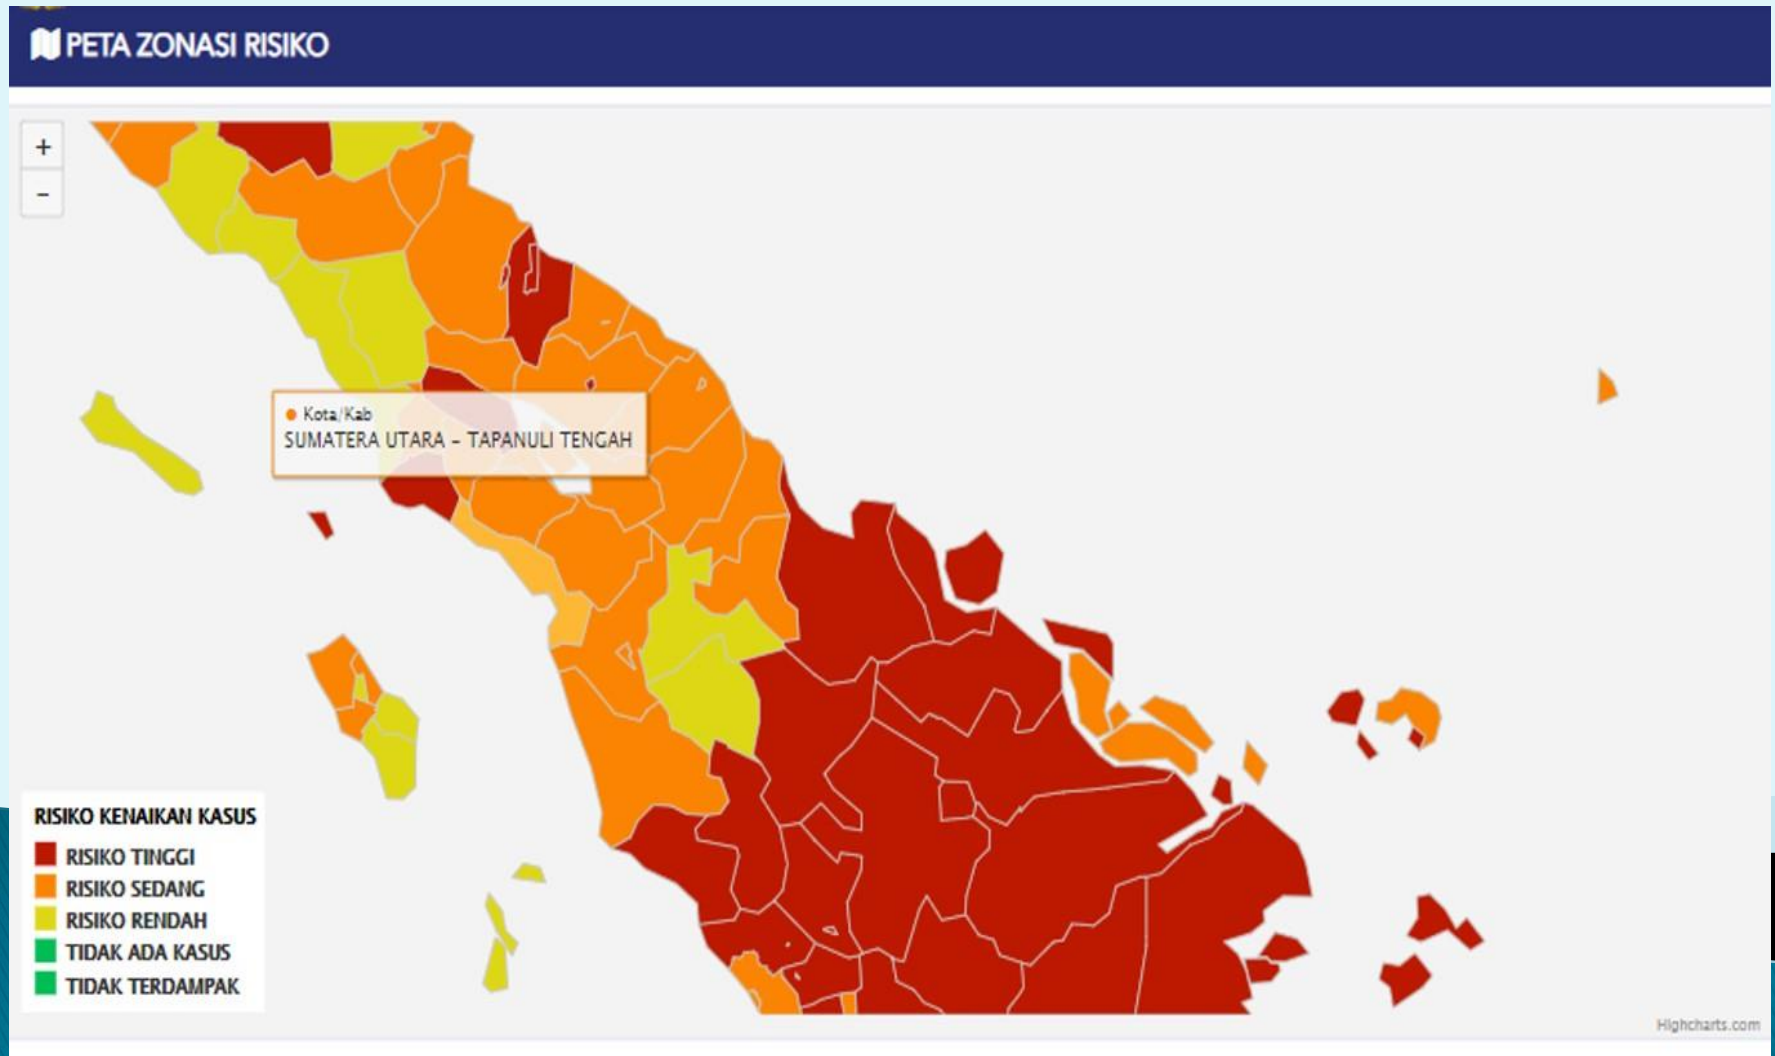 PETA ZONASI RISIKO
+
-
Kota/Kab
SUMATERA UTARA - TAPANULI TENGAH
RISIKO KENAIKAN KASUS
RISIKO TINGGI
RISIKO SEDANG
RISIKO RENDAH
TIDAK ADA KASUS
TIDAK TERDAMPAK
Highcharts.com